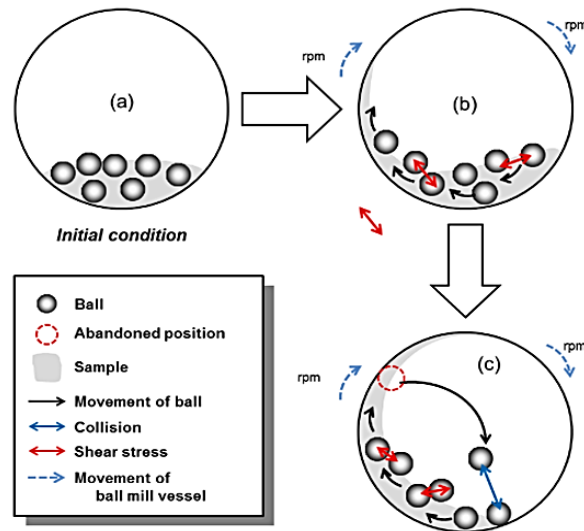 (a)
Initial condition
rpm
rpm
(b)
rpm
rpm
(c)
Ball
Abandoned position
Sample
Movement of ball
Collision
Shear stress
Movement of
ball mill vessel